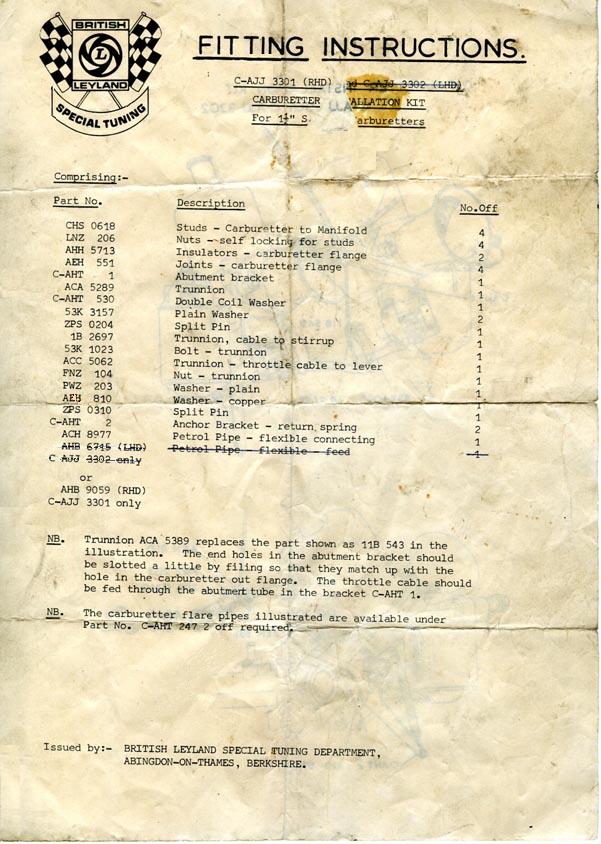 BRITISH
L
LEYLAND
SPECIAL TUNING
FITTING INSTRUCTIONS.
C-AJJ 3301 (RHD) C-AJJ 3302 (LHD)
CARBURETTER ALLATION KIT
For 1¼" S arburetters
Comprising:-
Part No. Description No.Off
CHS 0618 Studs - Carburetter to Manifold 4
LNZ 206 Nuts - self locking for studs 4
AHH 5713 Insulators - carburetter flange 2
AEH 551 Joints - carburetter flange 4
C-AHT 1 Abutment bracket 1
ACA 5289 Trunnion 1
C-AHT 530 Double Coil Washer 1
53K 3157 Plain Washer 2
ZPS 0204 Split Pin 1
1B 2697 Trunnion, cable to stirrup 1
53K 1023 Bolt - trunnion 1
ACC 5062 Trunnion - throttle cable to lever 1
FNZ 104 Nut - trunnion 1
PWZ 203 Washer - plain 1
AEH 810 Washer - copper 1
ZPS 0310 Split Pin 1
C-AHT 2 Anchor Bracket - return spring 2
ACH 8977 Petrol Pipe - flexible connecting 1
AHB 6715 (LHD) Petrol Pipe - flexible - feed 1
C AJJ 3302 only
or
AHB 9059 (RHD)
C-AJJ 3301 only
NB. Trunnion ACA 5389 replaces the part shown as 11B 543 in the
illustration. The end holes in the abutment bracket should
be slotted a little by filing so that they match up with the
hole in the carburetter out flange. The throttle cable should
be fed through the abutment tube in the bracket C-AHT 1.
NB. The carburetter flare pipes illustrated are available under
Part No. C-AHT 247 2 off required.
Issued by:- BRITISH LEYLAND SPECIAL TUNING DEPARTMENT,
ABINGDON-ON-THAMES, BERKSHIRE.